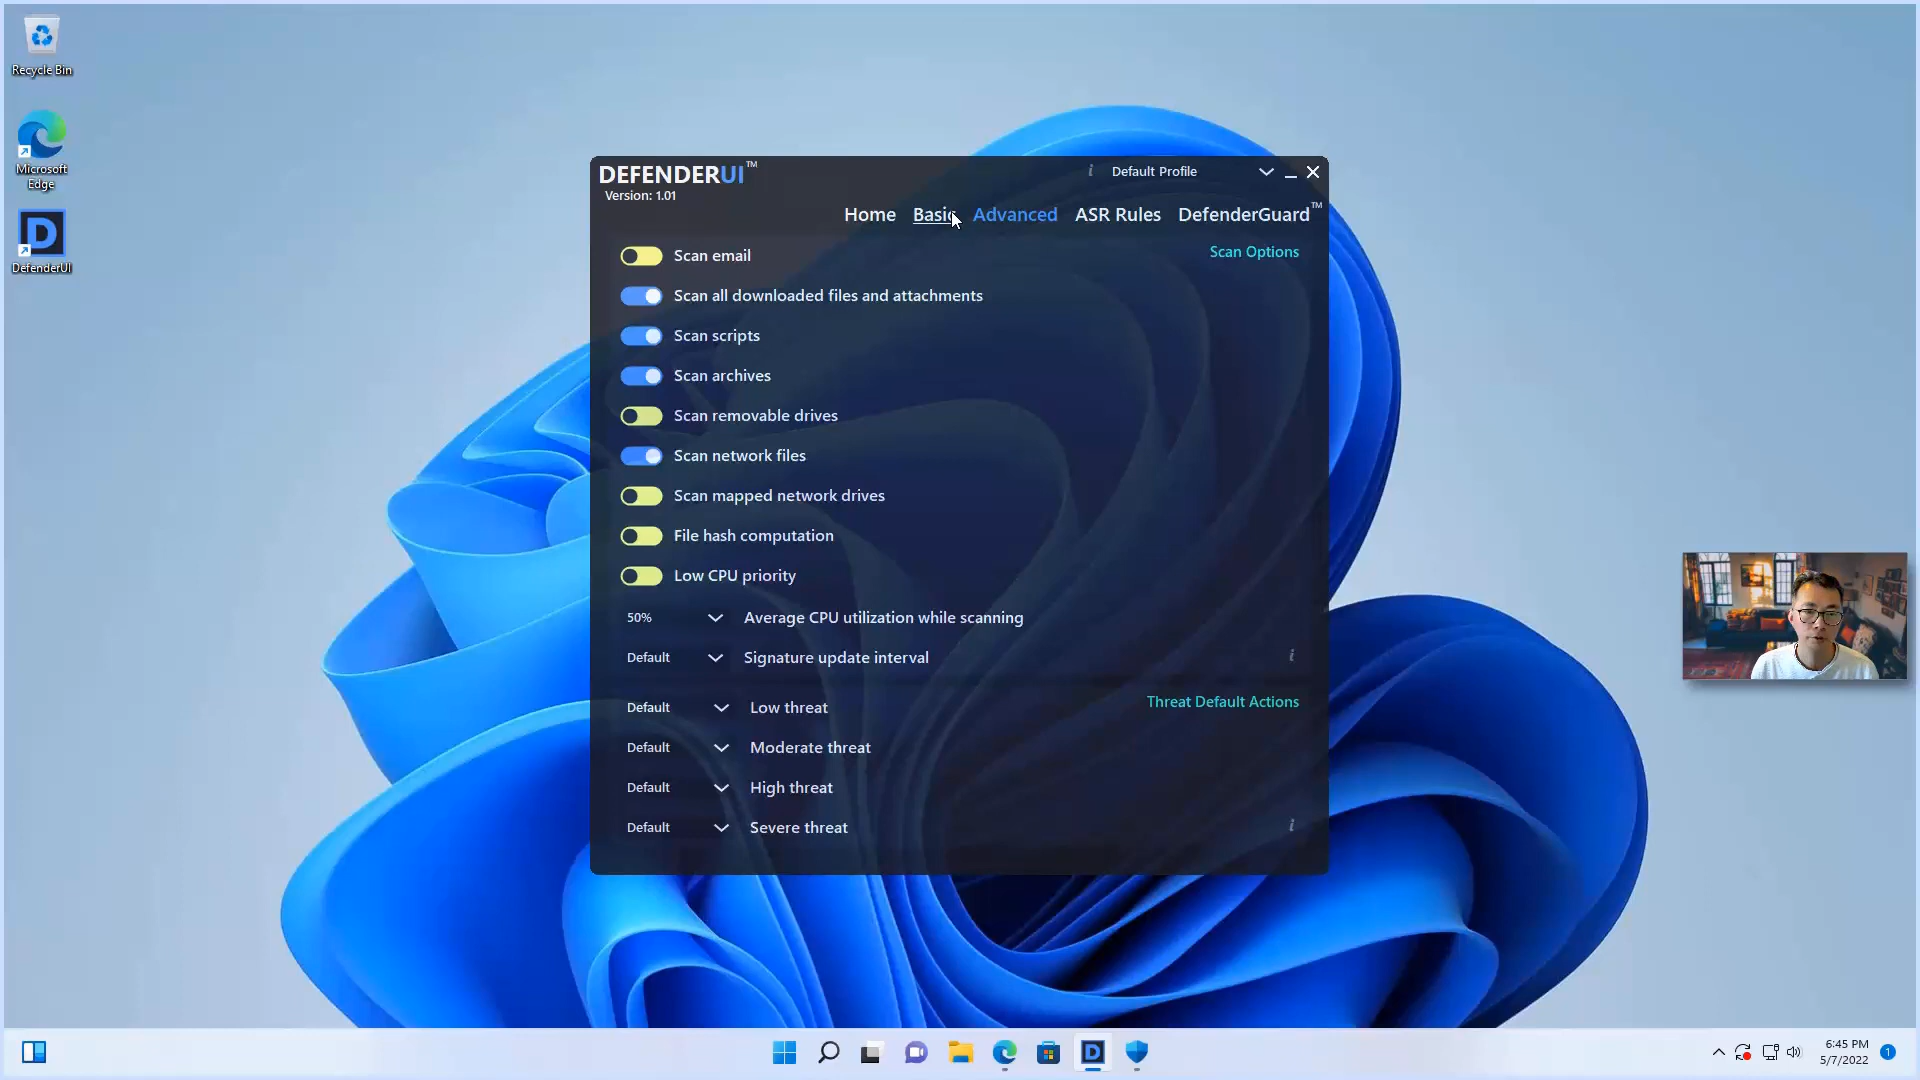 Recycle Bin
Microsoft
Edge
DefenderUI
DEFENDERUI™
Version: 1.01
i Default Profile
Home Basic Advanced ASR Rules DefenderGuard™
Scan Options
Scan email
Scan all downloaded files and attachments
Scan scripts
Scan archives
Scan removable drives
Scan network files
Scan mapped network drives
File hash computation
Low CPU priority
50% Average CPU utilization while scanning
Default Signature update interval i
Threat Default Actions
Default Low threat
Default Moderate threat
Default High threat
Default Severe threat i
6:45 PM
5/7/2022
1